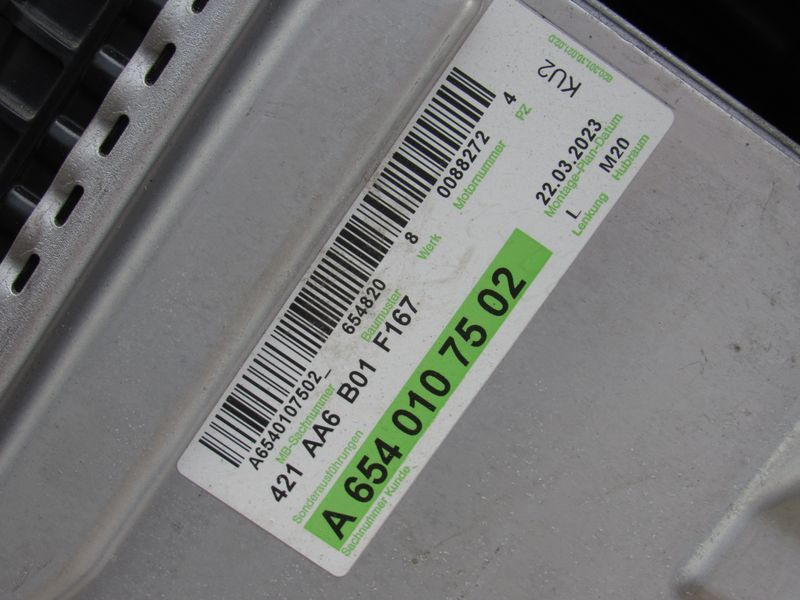 A6540107502_ 654820 8 0088272 4
MB-Sachnummer Baumuster Werk Motornummer PZ
421 AA6 B01 F167
Sonderausführungen
KU2
22.03.2023
Montage-Plan-Datum
L M20
Lenkung Hubraum
A 654 010 75 02
Sachnummer Kunde